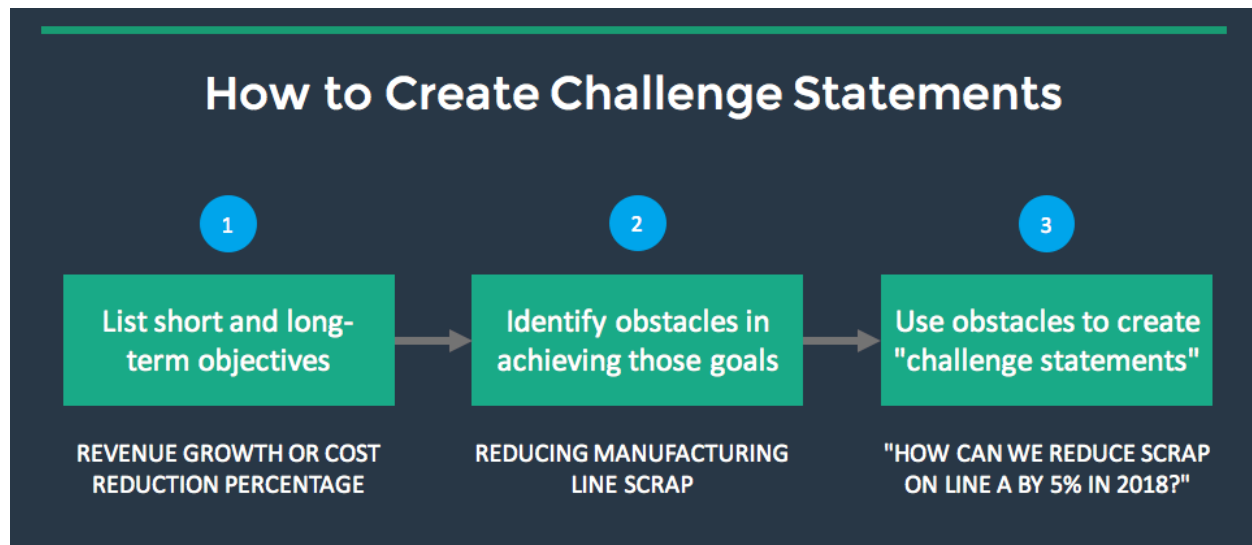 How to Create Challenge Statements
1
2
3
List short and long-
term objectives
Identify obstacles in
achieving those goals
Use obstacles to create
"challenge statements"
REVENUE GROWTH OR COST
REDUCTION PERCENTAGE
REDUCING MANUFACTURING
LINE SCRAP
"HOW CAN WE REDUCE SCRAP
ON LINE A BY 5% IN 2018?"